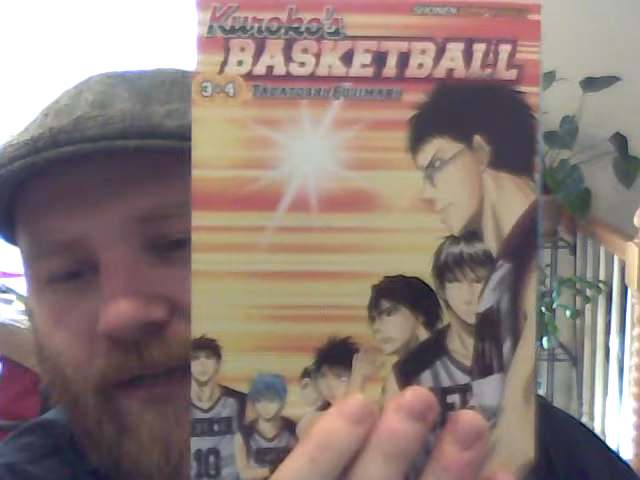 Kuroko's
SHONEN
BASKETBALL
3•4
TADATOSHI FUJIMAKI
10